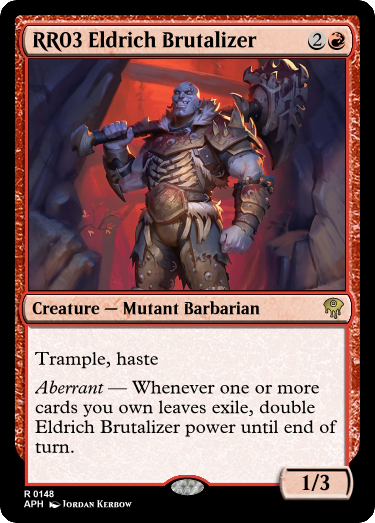 RR03 Eldrich Brutalizer 2
Creature — Mutant Barbarian
Trample, haste
Aberrant — Whenever one or more
cards you own leaves exile, double
Eldrich Brutalizer power until end of
turn.
1/3
R 0148
APH Jordan Kerbow